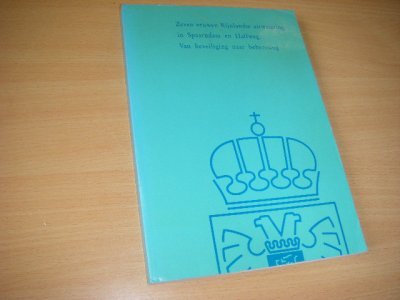 Zeven eeuwen Rijnlandse uitwatering
in Spaarndam en Halfweg.
Van beveiliging naar beheersing